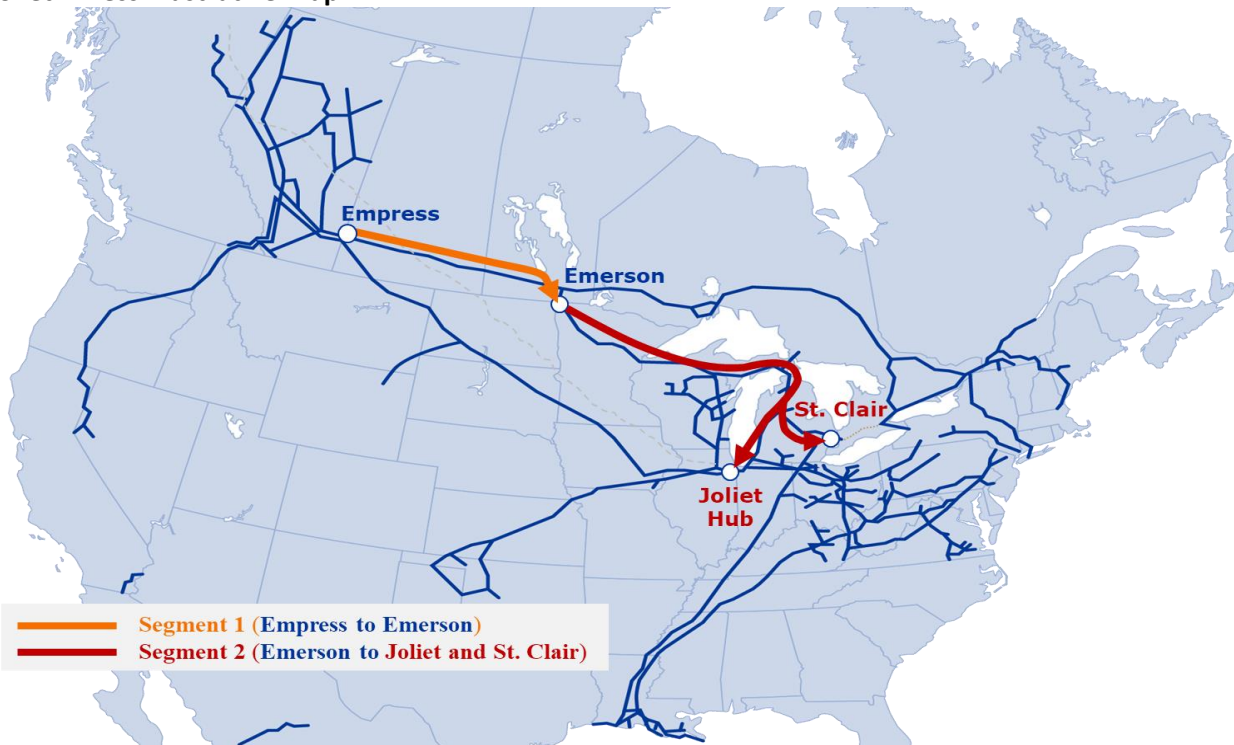 Empress
Emerson
St. Clair
Joliet
Hub
Segment 1 (Empress to Emerson)
Segment 2 (Emerson to Joliet and St. Clair)